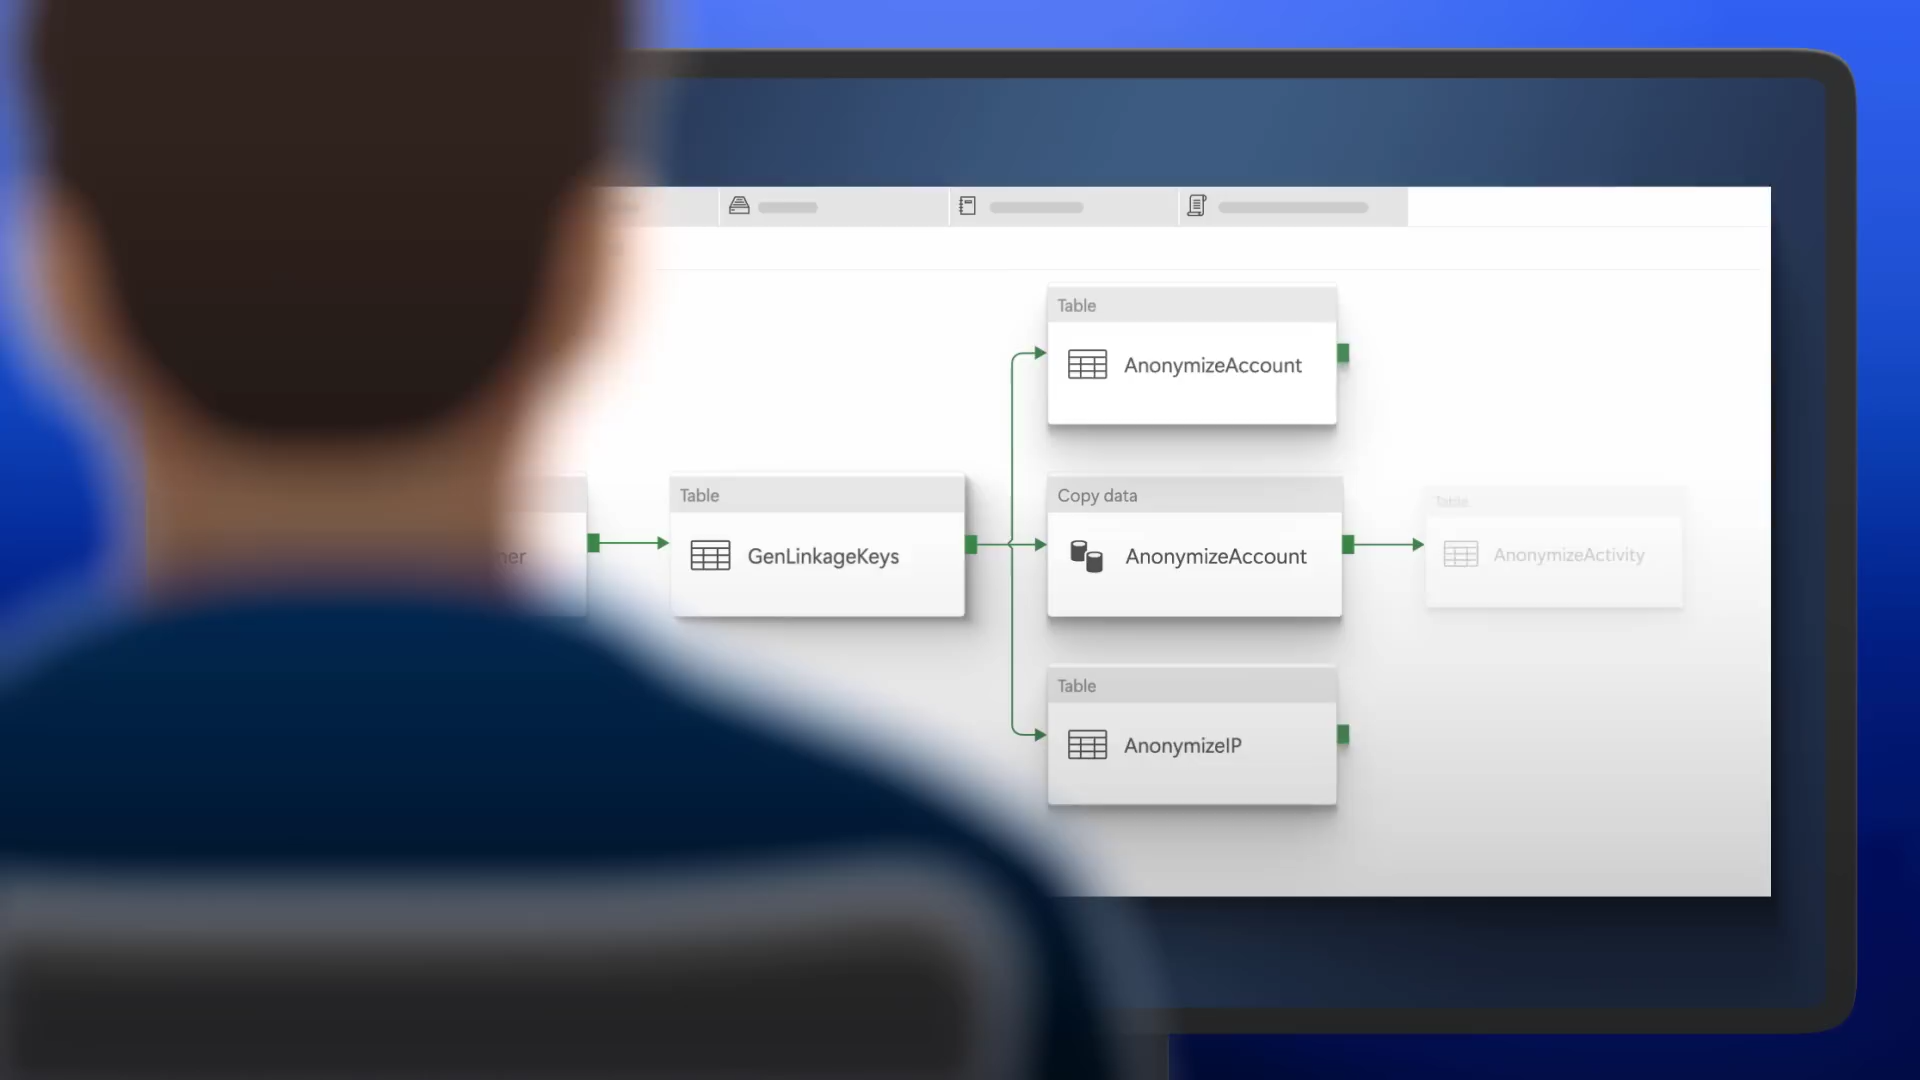 Table
AnonymizeAccount
Table
GenLinkageKeys
Copy data
AnonymizeAccount
Table
AnonymizeActivity
Table
AnonymizeIP